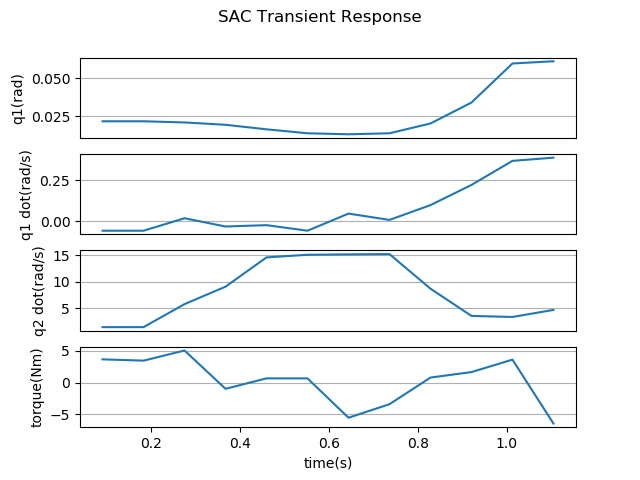 SAC Transient Response
q1(rad)
0.050
0.025
q1 dot(rad/s)
0.25
0.00
q2 dot(rad/s)
15
10
5
torque(Nm)
5
0
−5
0.2 0.4 0.6 0.8 1.0
time(s)